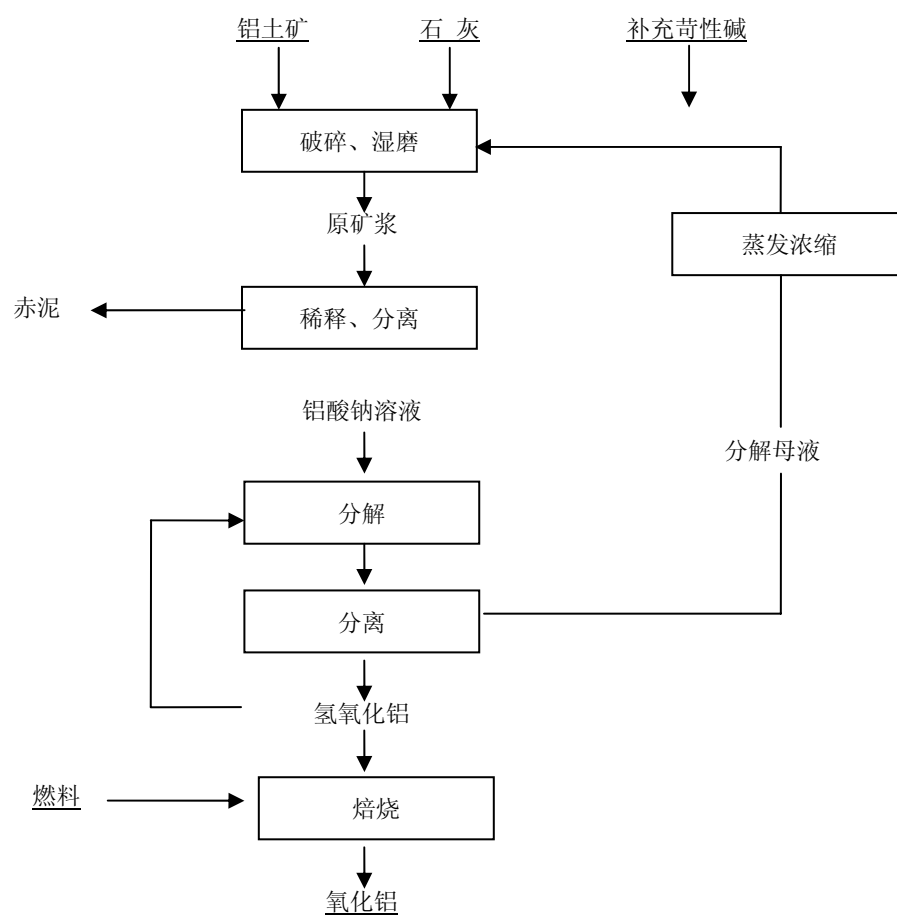 铝土矿
石 灰
补充苛性碱
破碎、湿磨
原矿浆
蒸发浓缩
赤泥
稀释、分离
铝酸钠溶液
分解母液
分解
分离
氢氧化铝
燃料
焙烧
氧化铝